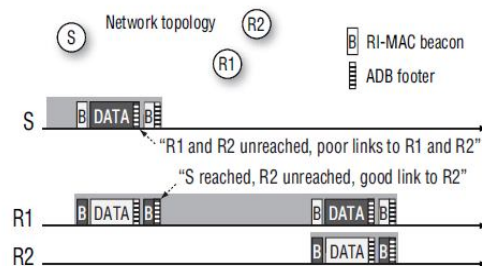 Network topology
S
R2
R1
B RI-MAC beacon
ADB footer
S
B DATA B
"R1 and R2 unreached, poor links to R1 and R2"
"S reached, R2 unreached, good link to R2"
R1
B DATA B B DATA B
R2
B DATA B